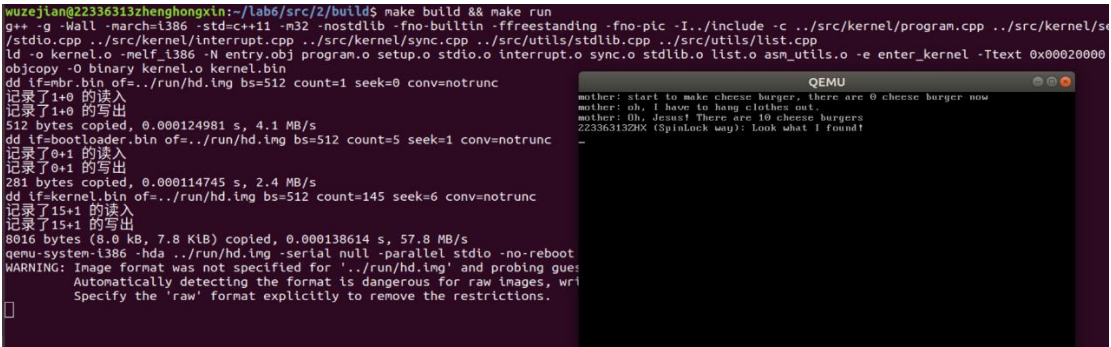 wuzejian@22336313zhenghongxin:~/lab6/src/2/build$ make build && make run
g++ -g -Wall -march=i386 -std=c++11 -m32 -nostdlib -fno-builtin -ffreestanding -fno-pic -I../include -c ../src/kernel/program.cpp ../src/kernel/se
/stdio.cpp ../src/kernel/interrupt.cpp ../src/kernel/sync.cpp ../src/utils/stdlib.cpp ../src/utils/list.cpp
ld -o kernel.o -melf_i386 -N entry.obj program.o setup.o stdio.o interrupt.o sync.o stdlib.o list.o asm_utils.o -e enter_kernel -Ttext 0x00020000
objcopy -O binary kernel.o kernel.bin
dd if=mbr.bin of=../run/hd.img bs=512 count=1 seek=0 conv=notrunc
记录了1+0 的读入
记录了1+0 的写出
512 bytes copied, 0.000124981 s, 4.1 MB/s
dd if=bootloader.bin of=../run/hd.img bs=512 count=5 seek=1 conv=notrunc
记录了0+1 的读入
记录了0+1 的写出
281 bytes copied, 0.000114745 s, 2.4 MB/s
dd if=kernel.bin of=../run/hd.img bs=512 count=145 seek=6 conv=notrunc
记录了15+1 的读入
记录了15+1 的写出
8016 bytes (8.0 kB, 7.8 KiB) copied, 0.000138614 s, 57.8 MB/s
qemu-system-i386 -hda ../run/hd.img -serial null -parallel stdio -no-reboot
WARNING: Image format was not specified for '../run/hd.img' and probing gues
Automatically detecting the format is dangerous for raw images, wri
Specify the 'raw' format explicitly to remove the restrictions.
QEMU
mother: start to make cheese burger, there are 0 cheese burger now
mother: oh, I have to hang clothes out.
mother: Oh, Jesus! There are 10 cheese burgers
22336313ZHX (SpinLock way): Look what I found!